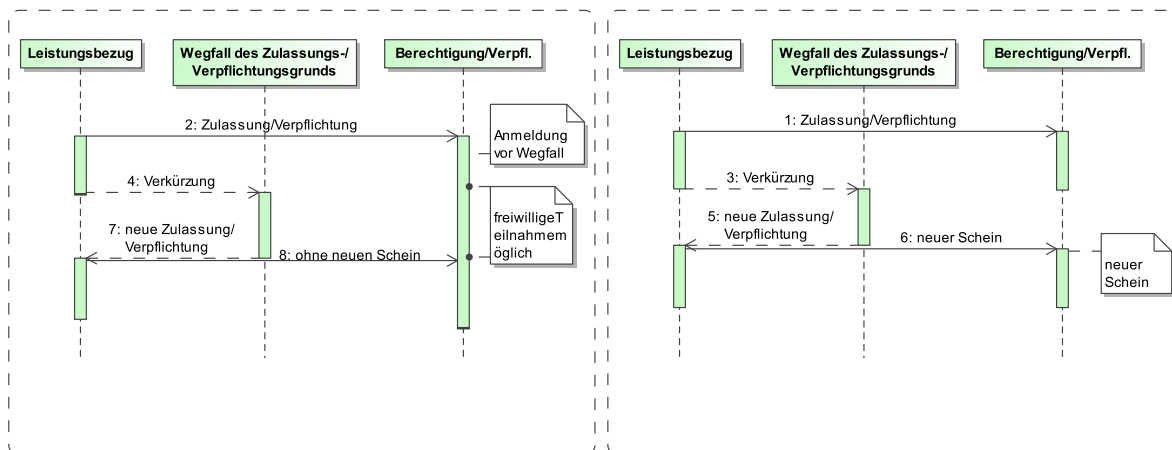 Leistungsbezug
Wegfall des Zulassungs-/
Verpflichtungsgrunds
Berechtigung/Verpfl.
2: Zulassung/Verpflichtung
Anmeldung
vor Wegfall
4: Verkürzung
freiwilligeT
eilnahmem
öglich
7: neue Zulassung/
Verpflichtung
8: ohne neuen Schein
Leistungsbezug
Wegfall des Zulassungs-/
Verpflichtungsgrunds
Berechtigung/Verpfl.
1: Zulassung/Verpflichtung
3: Verkürzung
5: neue Zulassung/
Verpflichtung
6: neuer Schein
neuer
Schein